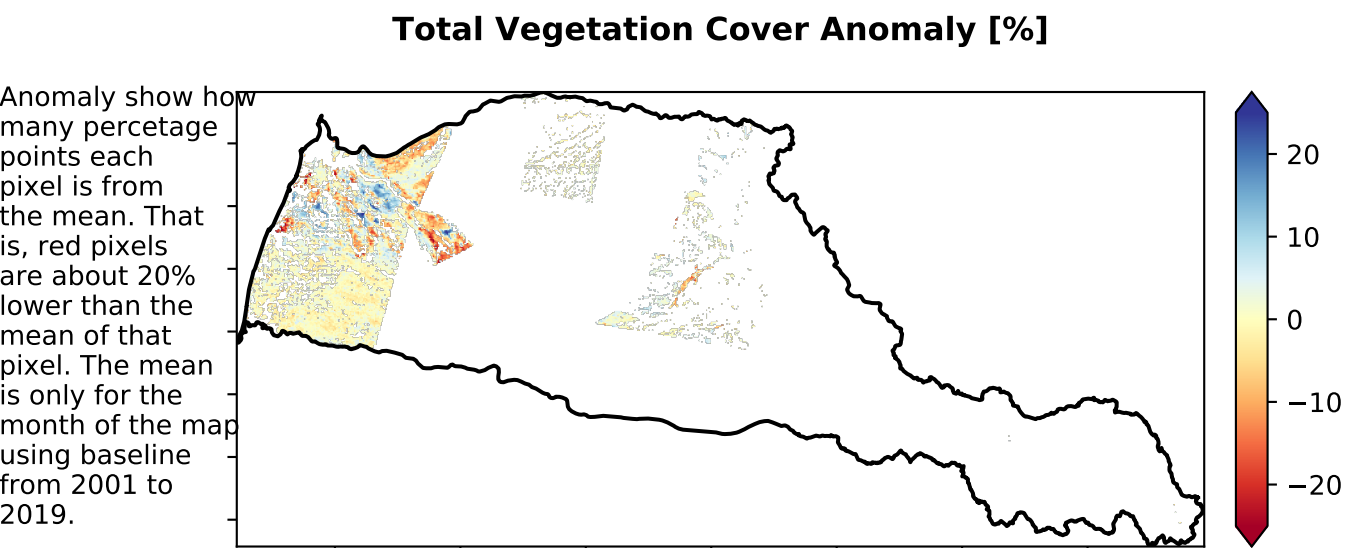 Total Vegetation Cover Anomaly [%]
Anomaly show how
many percetage
points each
pixel is from
the mean. That
is, red pixels
are about 20%
lower than the
mean of that
pixel. The mean
is only for the
month of the map
using baseline
from 2001 to
2019.
20
10
0
−10
−20